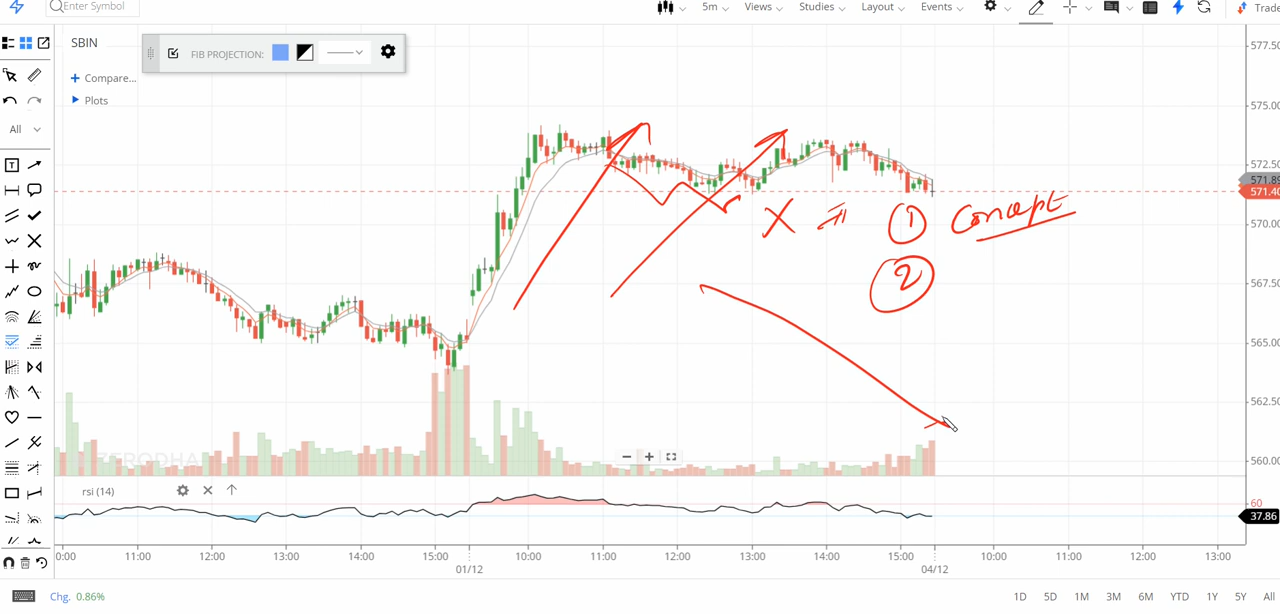 Enter Symbol
5m
Views
Studies
Layout
Events
Trade
SBIN
FIB PROJECTION:
+ Compare...
Plots
All
577.50
575.00
572.50
571.89
571.40
570.00
567.50
565.00
562.50
560.00
X ① Concept
②
ZERODHA
rsi (14)
60
37.86
0:00 11:00 12:00 13:00 14:00 15:00 10:00 11:00 12:00 13:00 14:00 15:00 10:00 11:00 12:00 13:00
01/12 04/12
Chg. 0.86%
1D 5D 1M 3M 6M YTD 1Y 5Y All